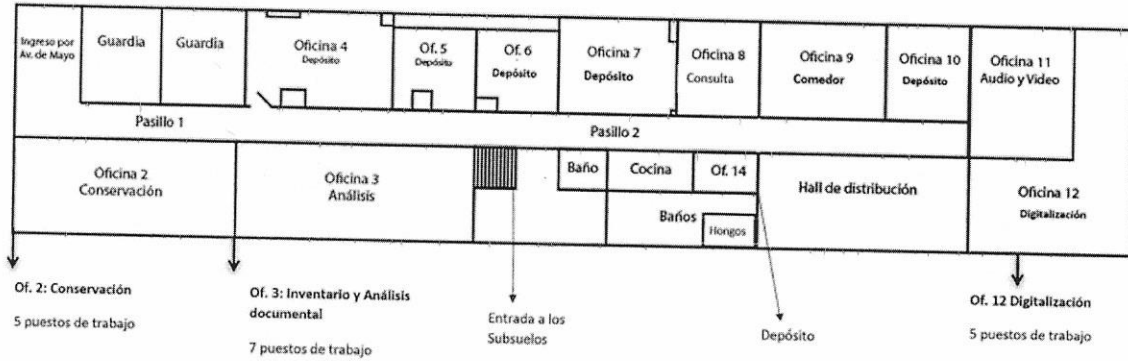 Ingreso por
Av. de Mayo
Guardia
Guardia
Oficina 4
Depósito
Of. 5
Depósito
Of. 6
Depósito
Oficina 7
Depósito
Oficina 8
Consulta
Oficina 9
Comedor
Oficina 10
Depósito
Oficina 11
Audio y Video
Pasillo 1
Pasillo 2
Oficina 2
Conservación
Oficina 3
Análisis
Baño
Cocina
Of. 14
Baños
Hongos
Hall de distribución
Oficina 12
Digitalización
Of. 2: Conservación
5 puestos de trabajo
Of. 3: Inventario y Análisis
documental
7 puestos de trabajo
Entrada a los
Subsuelos
Depósito
Of. 12 Digitalización
5 puestos de trabajo